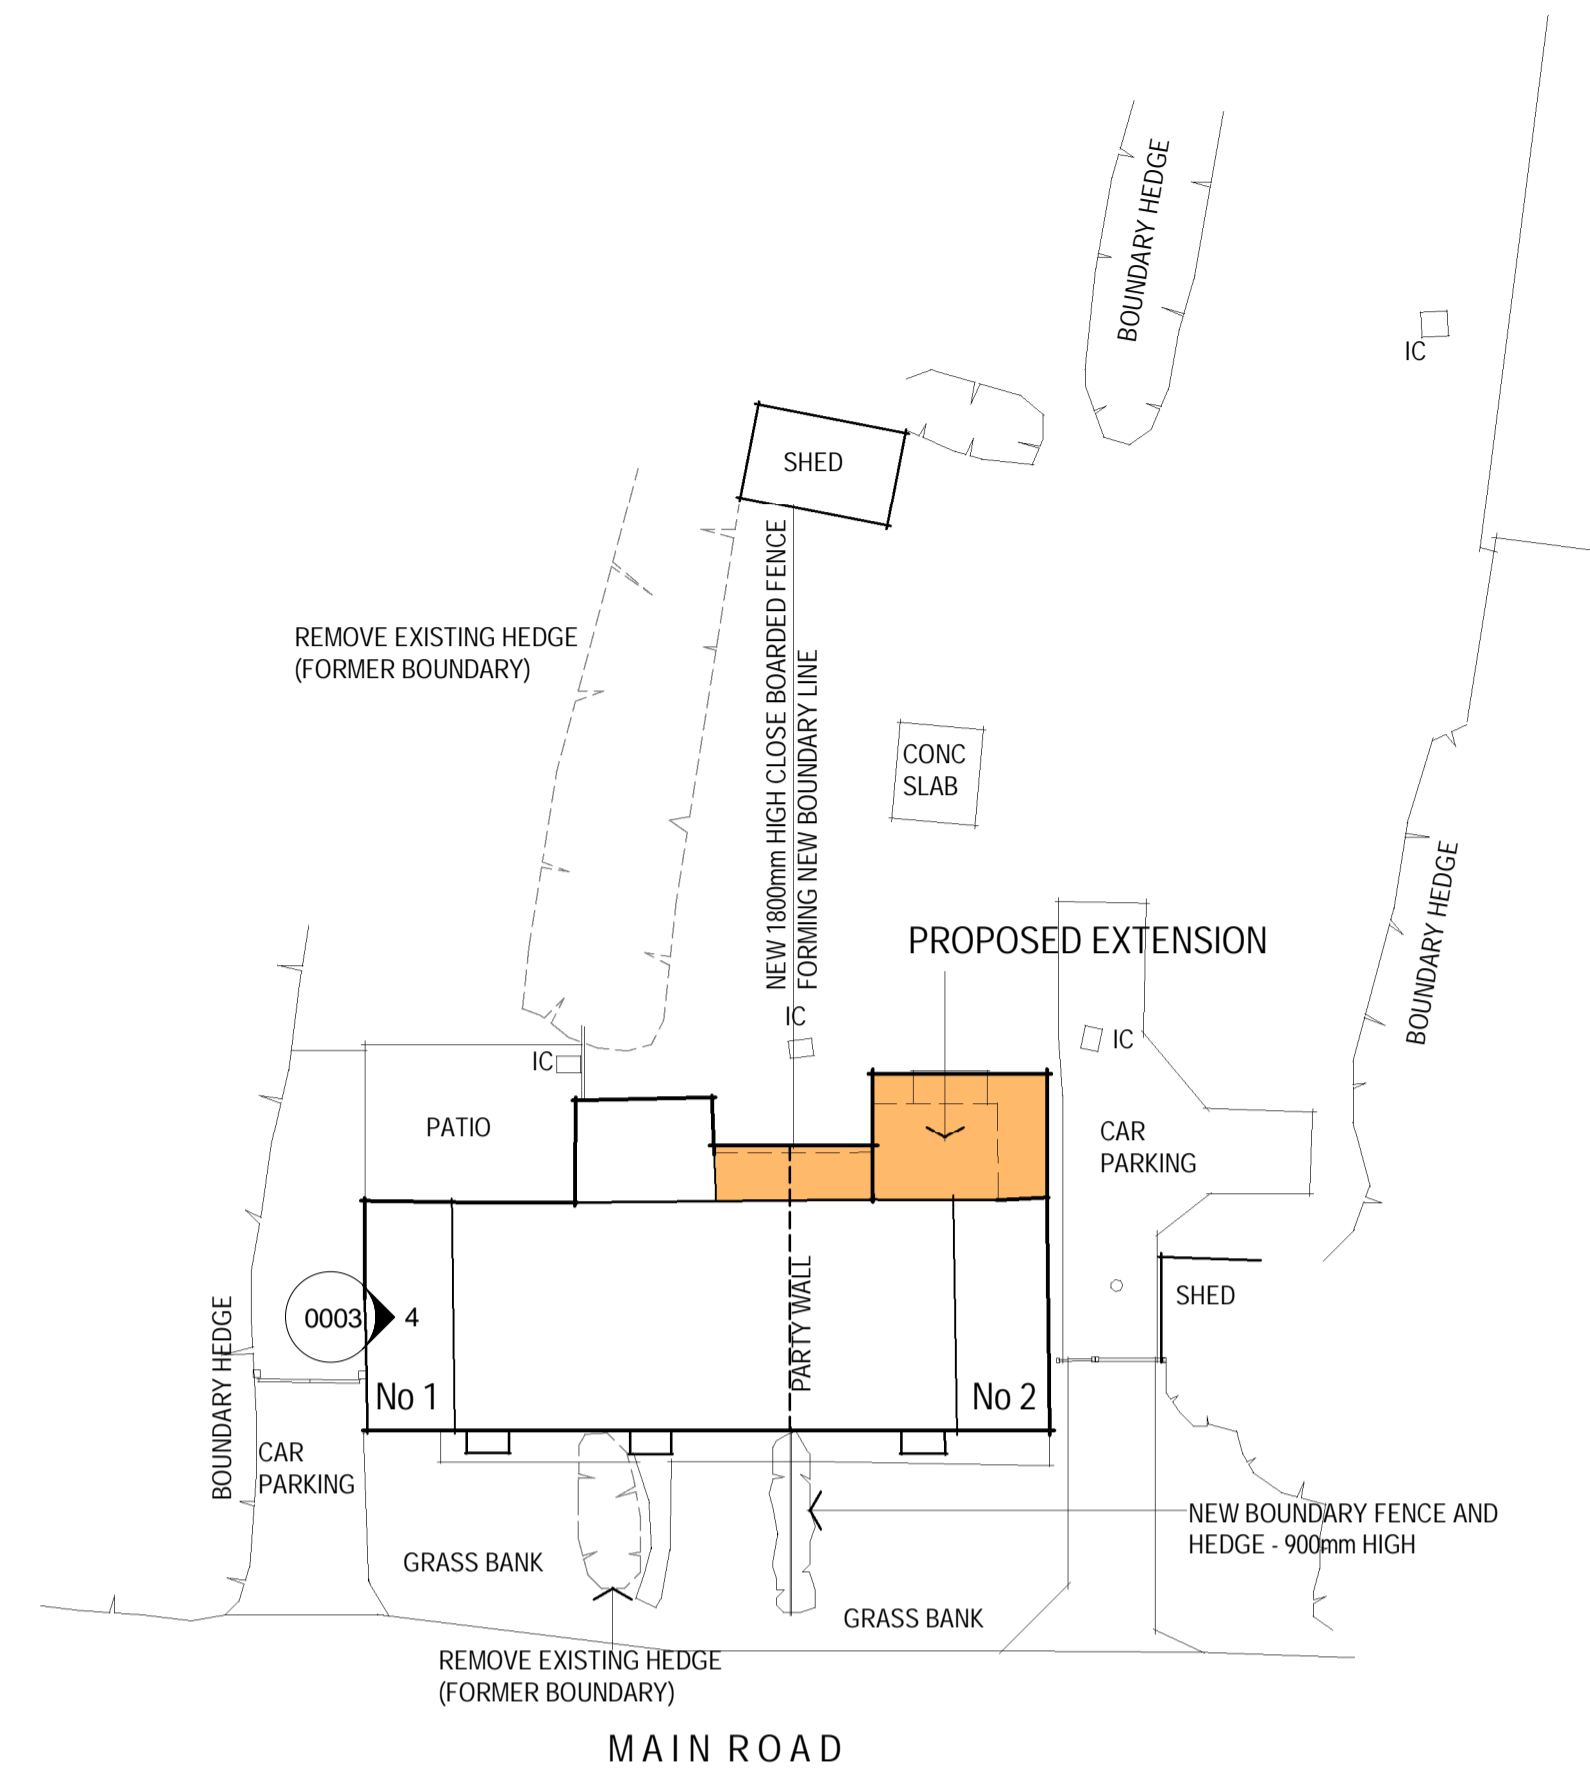 BOUNDARY HEDGE
IC
SHED
REMOVE EXISTING HEDGE
(FORMER BOUNDARY)
NEW 1800mm HIGH CLOSE BOARDED FENCE
FORMING NEW BOUNDARY LINE
CONC
SLAB
BOUNDARY HEDGE
PROPOSED EXTENSION
IC
IC
IC
PATIO
CAR
PARKING
PARTY WALL
SHED
0003
4
BOUNDARY HEDGE
No 1
No 2
CAR
PARKING
NEW BOUNDARY FENCE AND
HEDGE - 900mm HIGH
GRASS BANK
GRASS BANK
REMOVE EXISTING HEDGE
(FORMER BOUNDARY)
MAIN ROAD